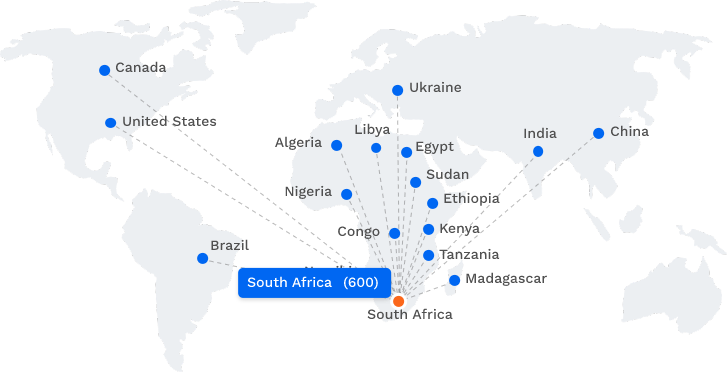 Canada
Ukraine
United States
Libya
India
China
Algeria
Egypt
Sudan
Nigeria
Ethiopia
Congo
Kenya
Brazil
Tanzania
Madagascar
South Africa (600)
South Africa